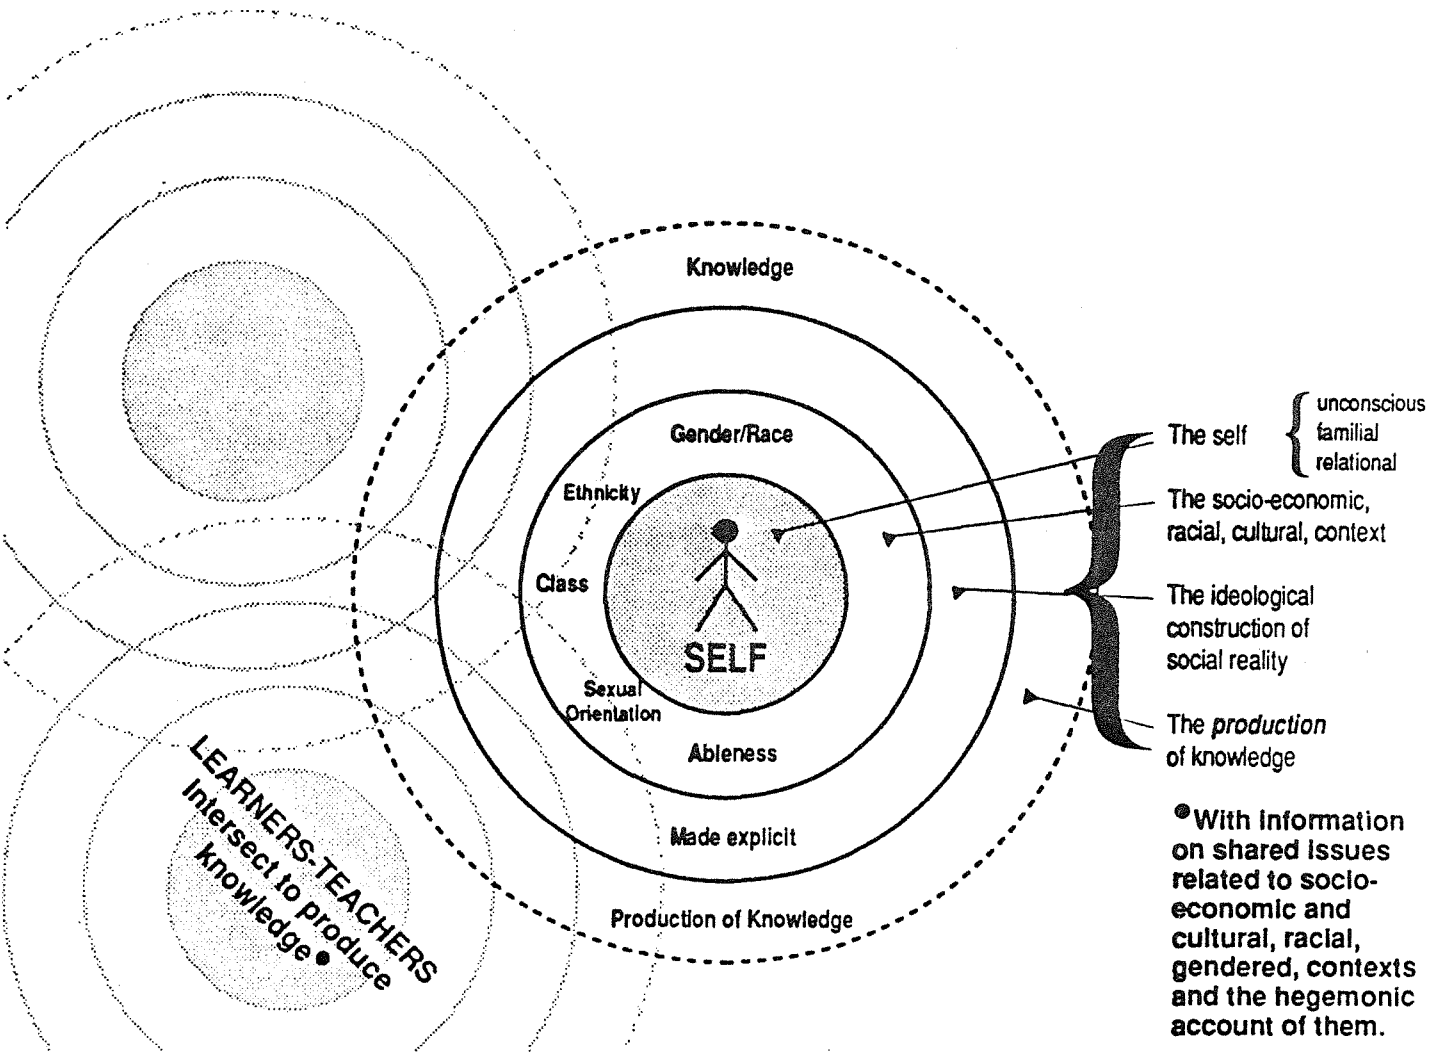 Knowledge
Gender/Race
Ethnicity
Class
SELF
Sexual
Orientation
Ableness
Made explicit
Production of Knowledge
The self
unconscious
familial
relational
The socio-economic,
racial, cultural, context
The ideological
construction of
social reality
The production
of knowledge
LEARNERS-TEACHERS
Intersect to produce
knowledge●
●With information
on shared issues
related to socio-
economic and
cultural, racial,
gendered, contexts
and the hegemonic
account of them.